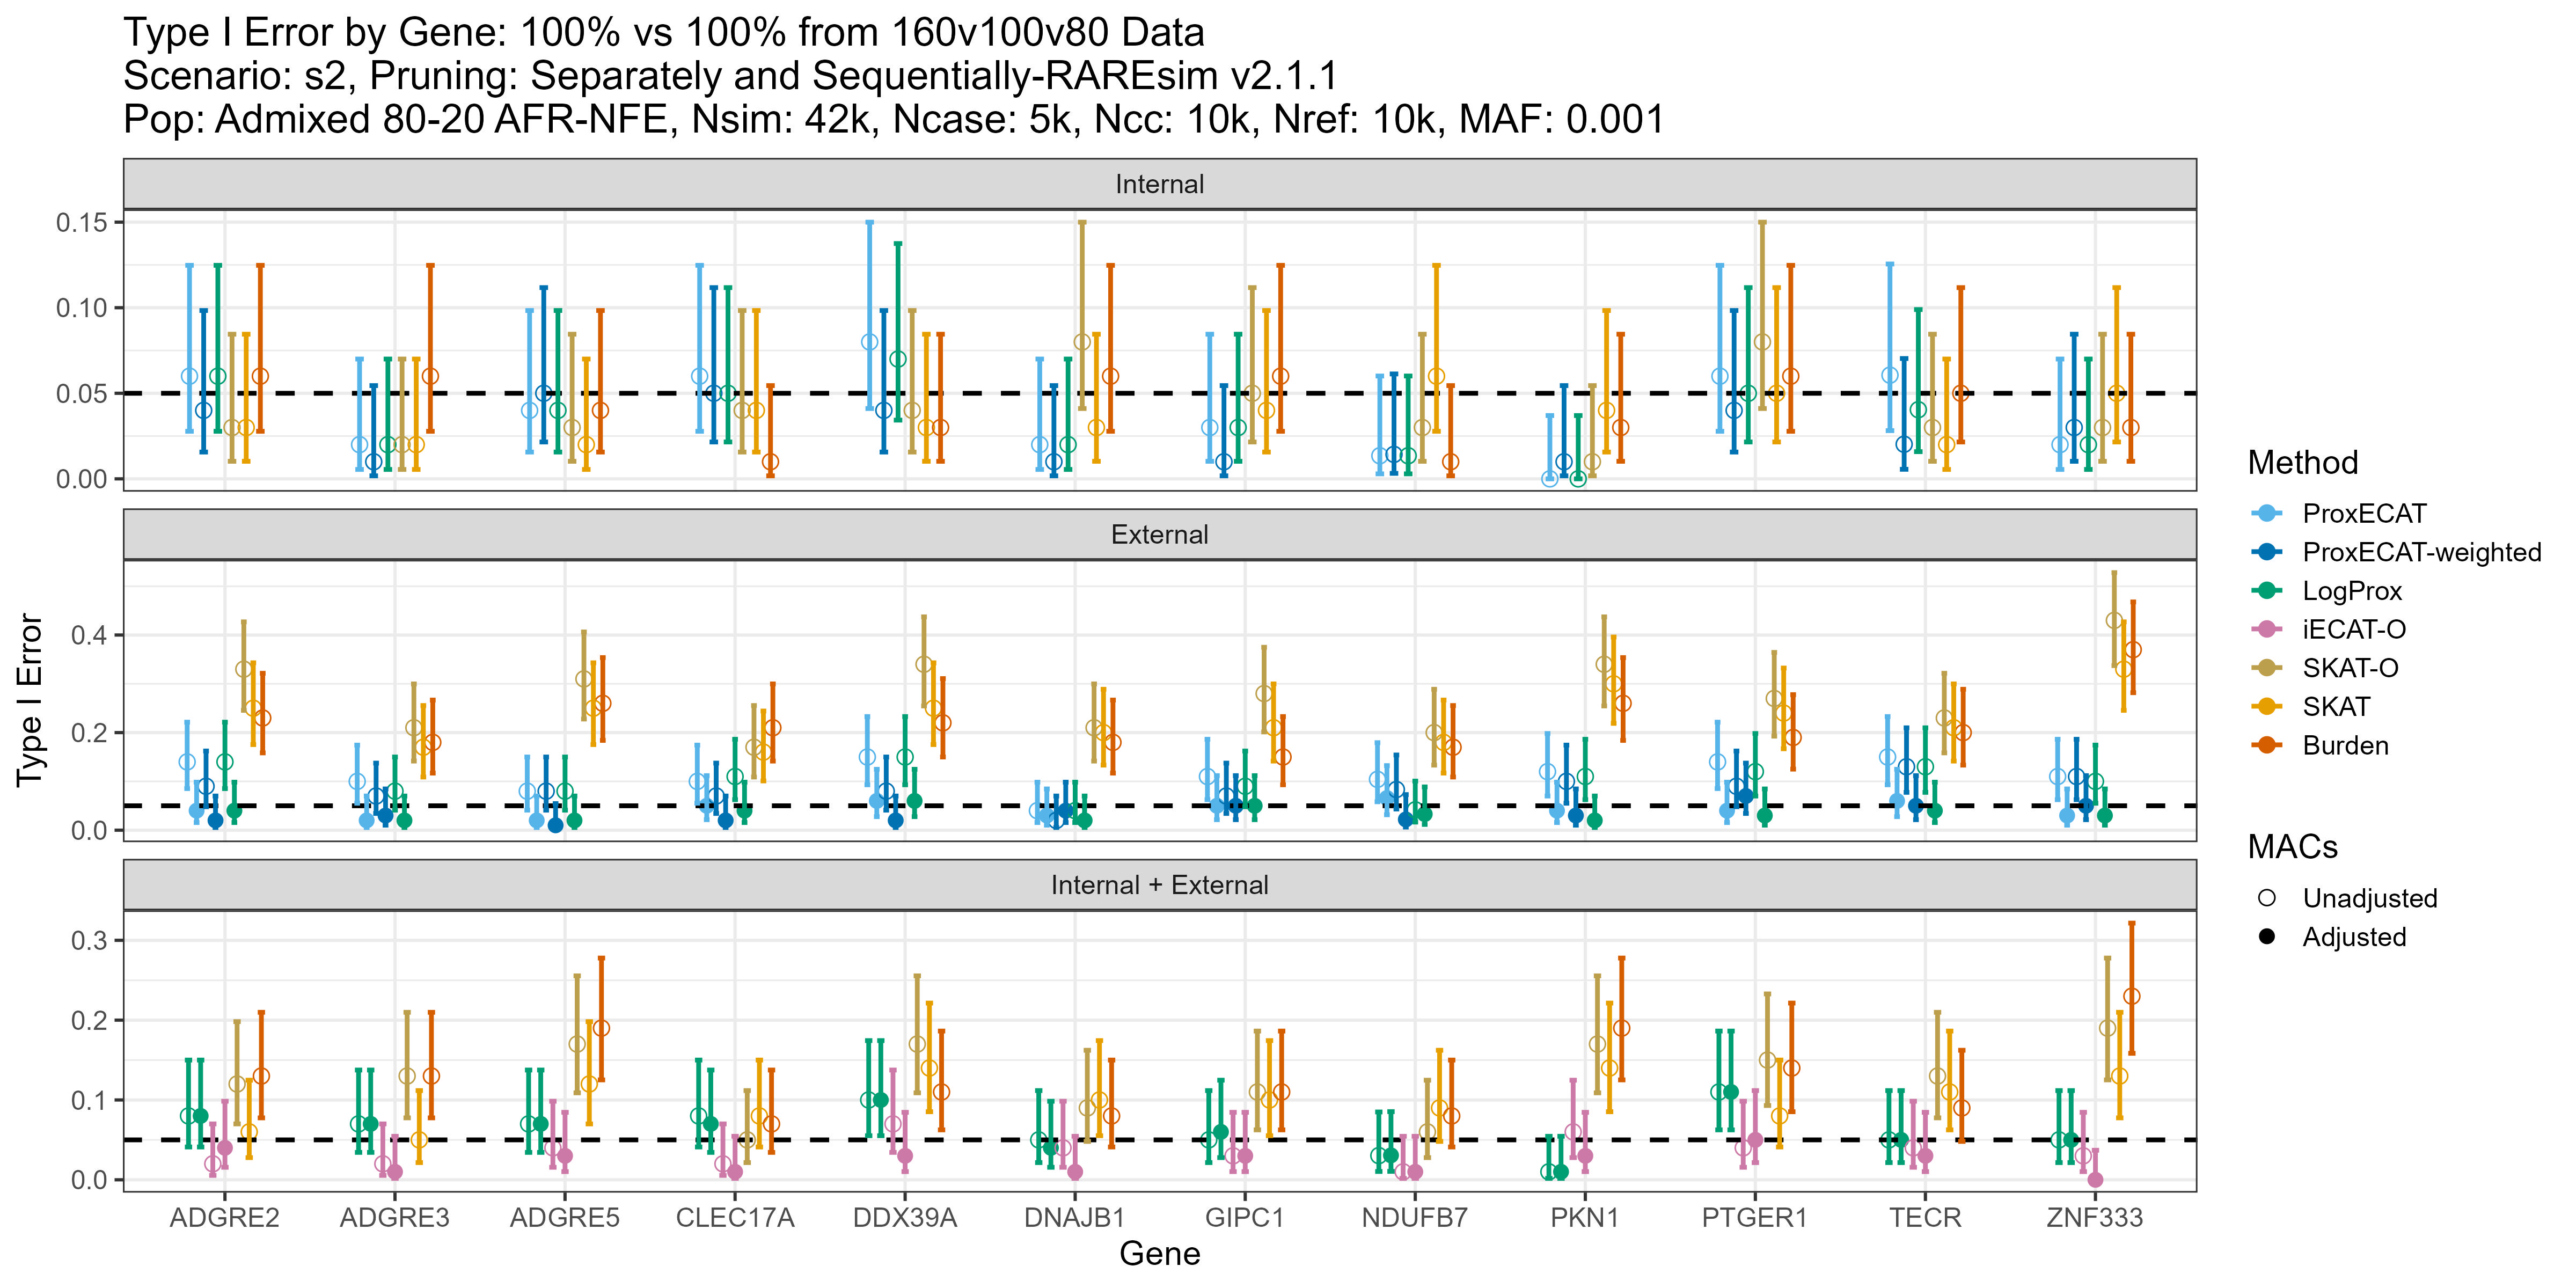 Type I Error by Gene: 100% vs 100% from 160v100v80 Data
Scenario: s2, Pruning: Separately and Sequentially-RAREsim v2.1.1
Pop: Admixed 80-20 AFR-NFE, Nsim: 42k, Ncase: 5k, Ncc: 10k, Nref: 10k, MAF: 0.001
Internal
0.15
0.10
0.05
0.00
External
0.4
0.2
0.0
Internal + External
0.3
0.2
0.1
0.0
Type I Error
ADGRE2 ADGRE3 ADGRE5 CLEC17A DDX39A DNAJB1 GIPC1 NDUFB7 PKN1 PTGER1 TECR ZNF333
Gene
Method
ProxECAT
ProxECAT-weighted
LogProx
iECAT-O
SKAT-O
SKAT
Burden
MACs
Unadjusted
Adjusted